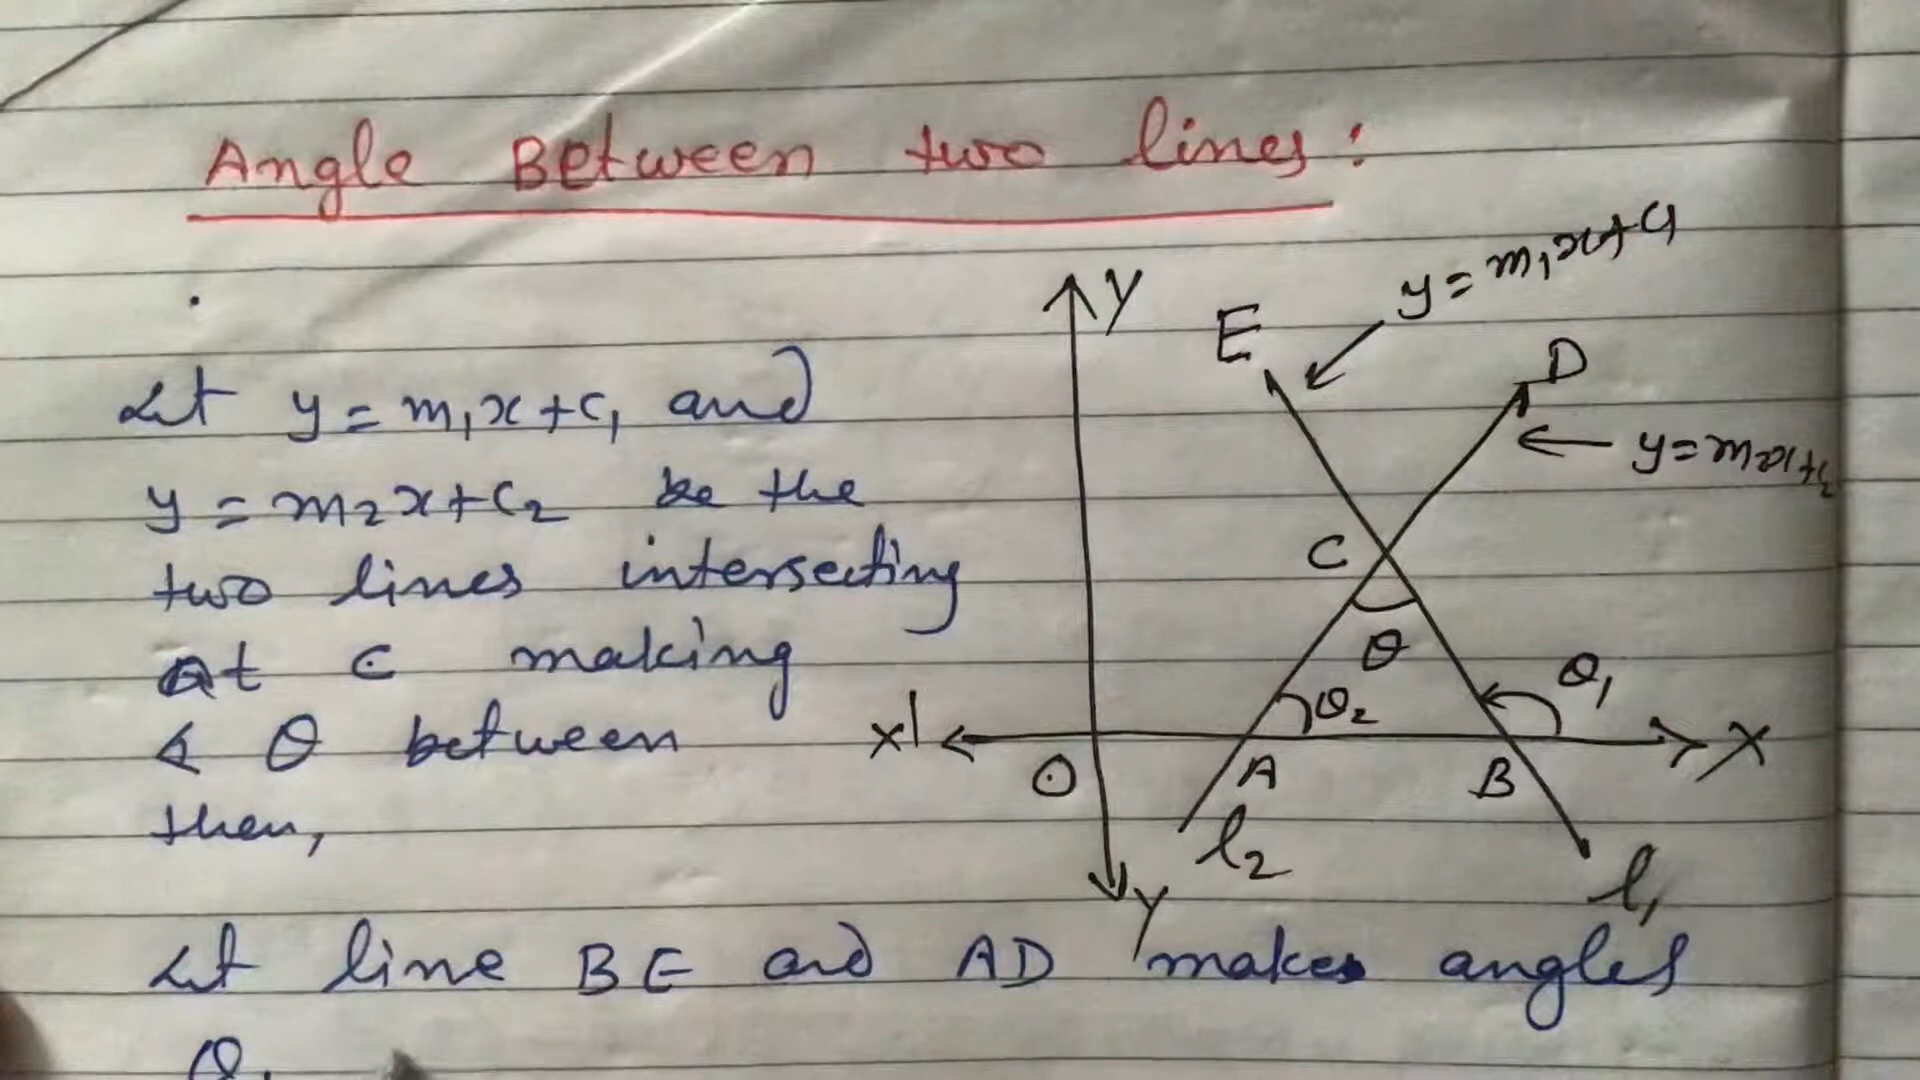 Angle Between two lines:
Let y = m₁x + c₁ and
y = m₂x + c₂ be the
two lines intersecting
at C making
∡ θ between
then,
y = m₁x + c₁
Y
E
D
y = m₂x + c₂
C
θ
θ₁
θ₂
X'
X
O
A
B
l₂
l₁
Y'
Let line BE and AD makes angles
θ₁